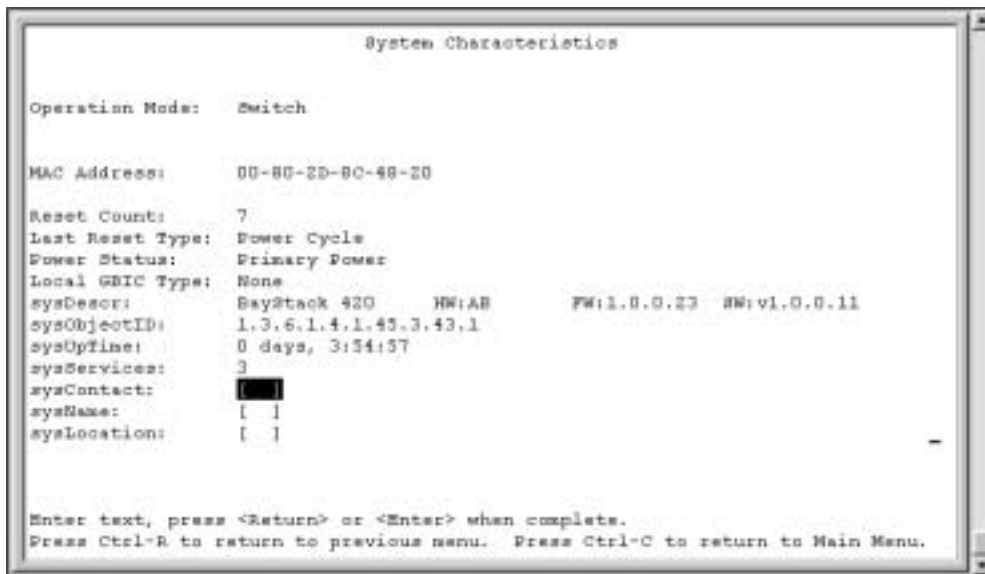 System Characteristics
Operation Mode: Switch
MAC Address: 00-80-2D-8C-48-20
Reset Count: 7
Last Reset Type: Power Cycle
Power Status: Primary Power
Local GBIC Type: None
sysDescr: BayStack 420 HW:AB FW:1.0.0.23 SW:v1.0.0.11
sysObjectID: 1.3.6.1.4.1.45.3.43.1
sysUpTime: 0 days, 3:54:57
sysServices: 3
sysContact: [ ]
sysName: [ ]
sysLocation: [ ]
Enter text, press <Return> or <Enter> when complete.
Press Ctrl-R to return to previous menu. Press Ctrl-C to return to Main Menu.